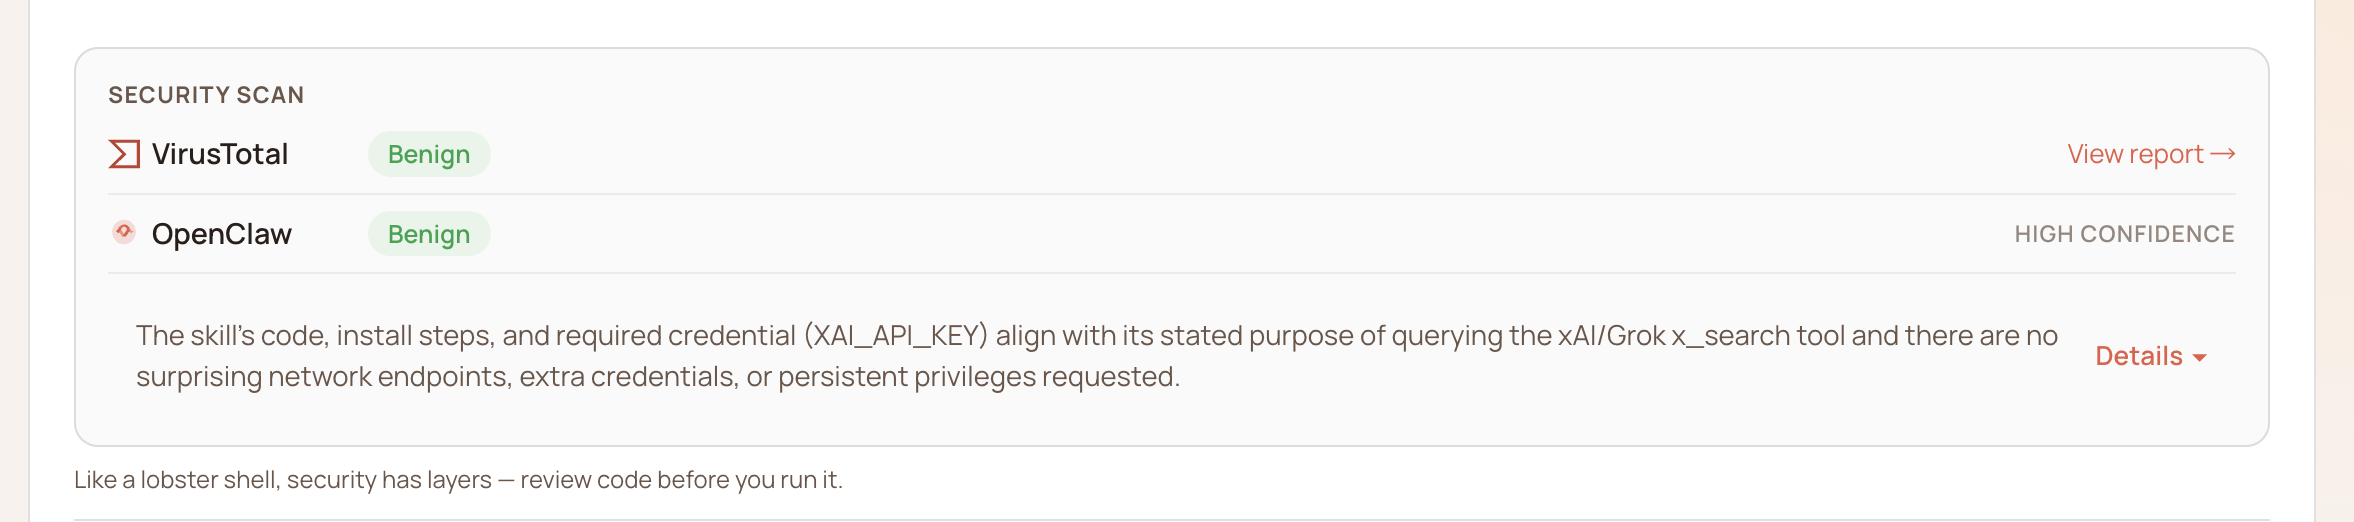 SECURITY SCAN
VirusTotal Benign View report →
OpenClaw Benign HIGH CONFIDENCE
The skill's code, install steps, and required credential (XAI_API_KEY) align with its stated purpose of querying the xAI/Grok x_search tool and there are no
surprising network endpoints, extra credentials, or persistent privileges requested.
Details
Like a lobster shell, security has layers — review code before you run it.